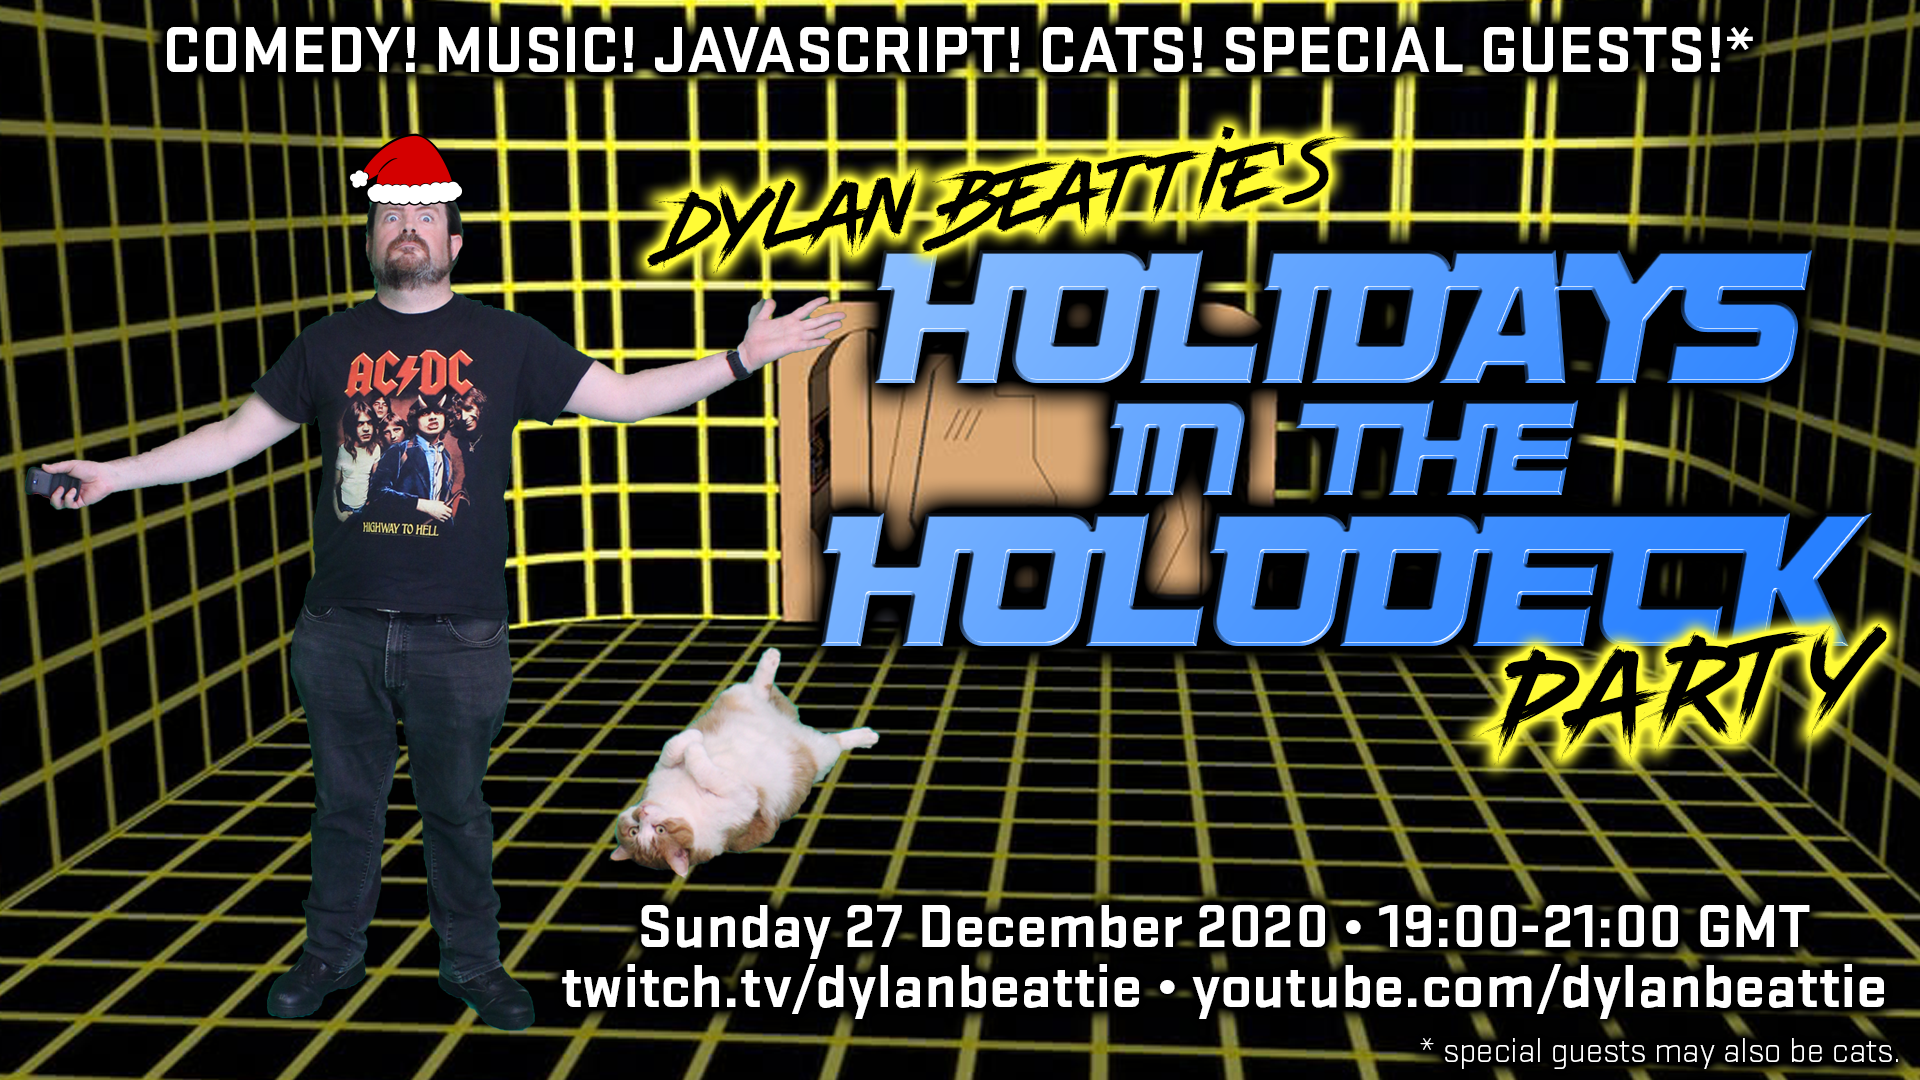 COMEDY! MUSIC! JAVASCRIPT! CATS! SPECIAL GUESTS!*
DYLAN BEATTIE'S
HOLIDAYS
IN THE
HOLODECK
PARTY
AC⚡DC
HIGHWAY TO HELL
Sunday 27 December 2020 • 19:00-21:00 GMT
twitch.tv/dylanbeattie • youtube.com/dylanbeattie
* special guests may also be cats.